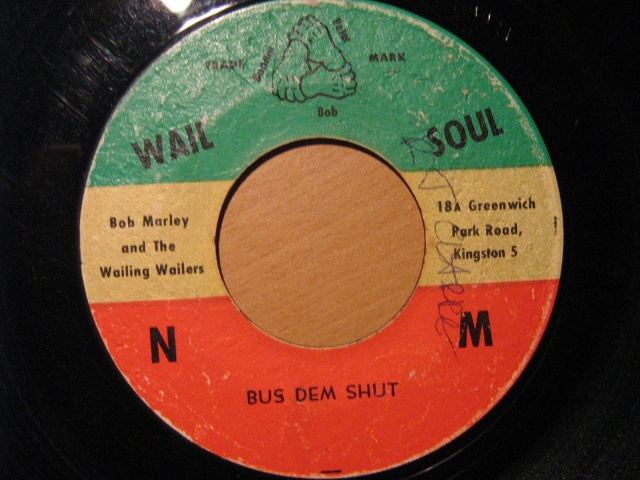 TRADE MARK
Bob
WAIL SOUL
Bob Marley
and The
Wailing Wailers
18A Greenwich
Park Road,
Kingston 5
N M
BUS DEM SHUT